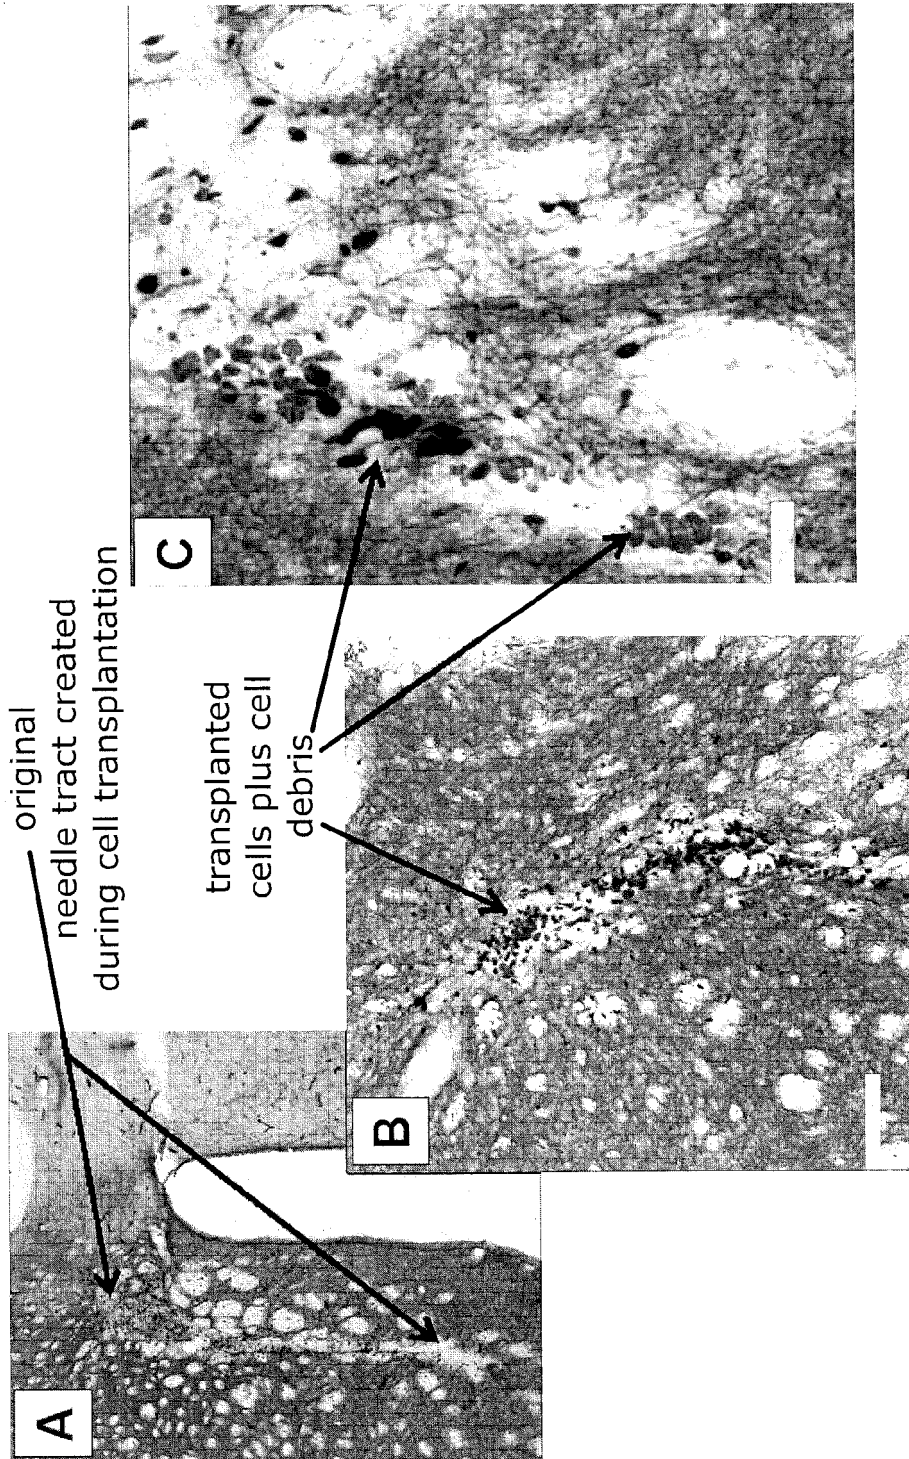 original
needle tract created
during cell transplantation
transplanted
cells plus cell
debris
A
B
C